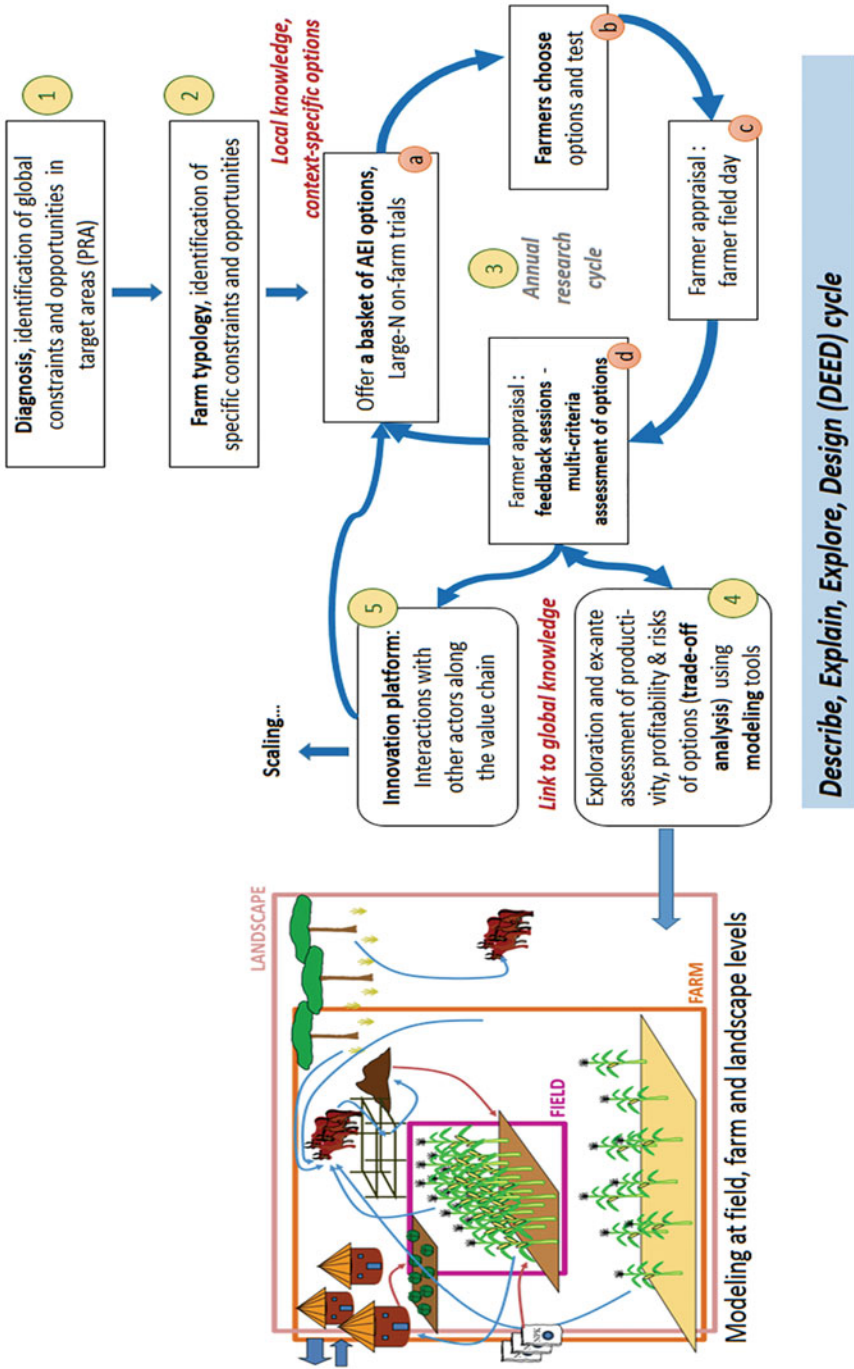 Diagnosis, identification of global
constraints and opportunities in
target areas (PRA)
1
Farm typology, identification of
specific constraints and opportunities
2
Local knowledge,
context-specific options
Offer a basket of AEI options,
Large-N on-farm trials
a
Farmers choose
options and test
b
Farmer appraisal :
farmer field day
c
3
Annual
research
cycle
Farmer appraisal :
feedback sessions -
multi-criteria
assessment of options
d
Scaling...
5
Innovation platform:
Interactions with
other actors along
the value chain
Link to global knowledge
4
Exploration and ex-ante
assessment of producti-
vity, profitability & risks
of options (trade-off
analysis) using
modeling tools
Describe, Explain, Explore, Design (DEED) cycle
LANDSCAPE
FARM
FIELD
NPK
Modeling at field, farm and landscape levels